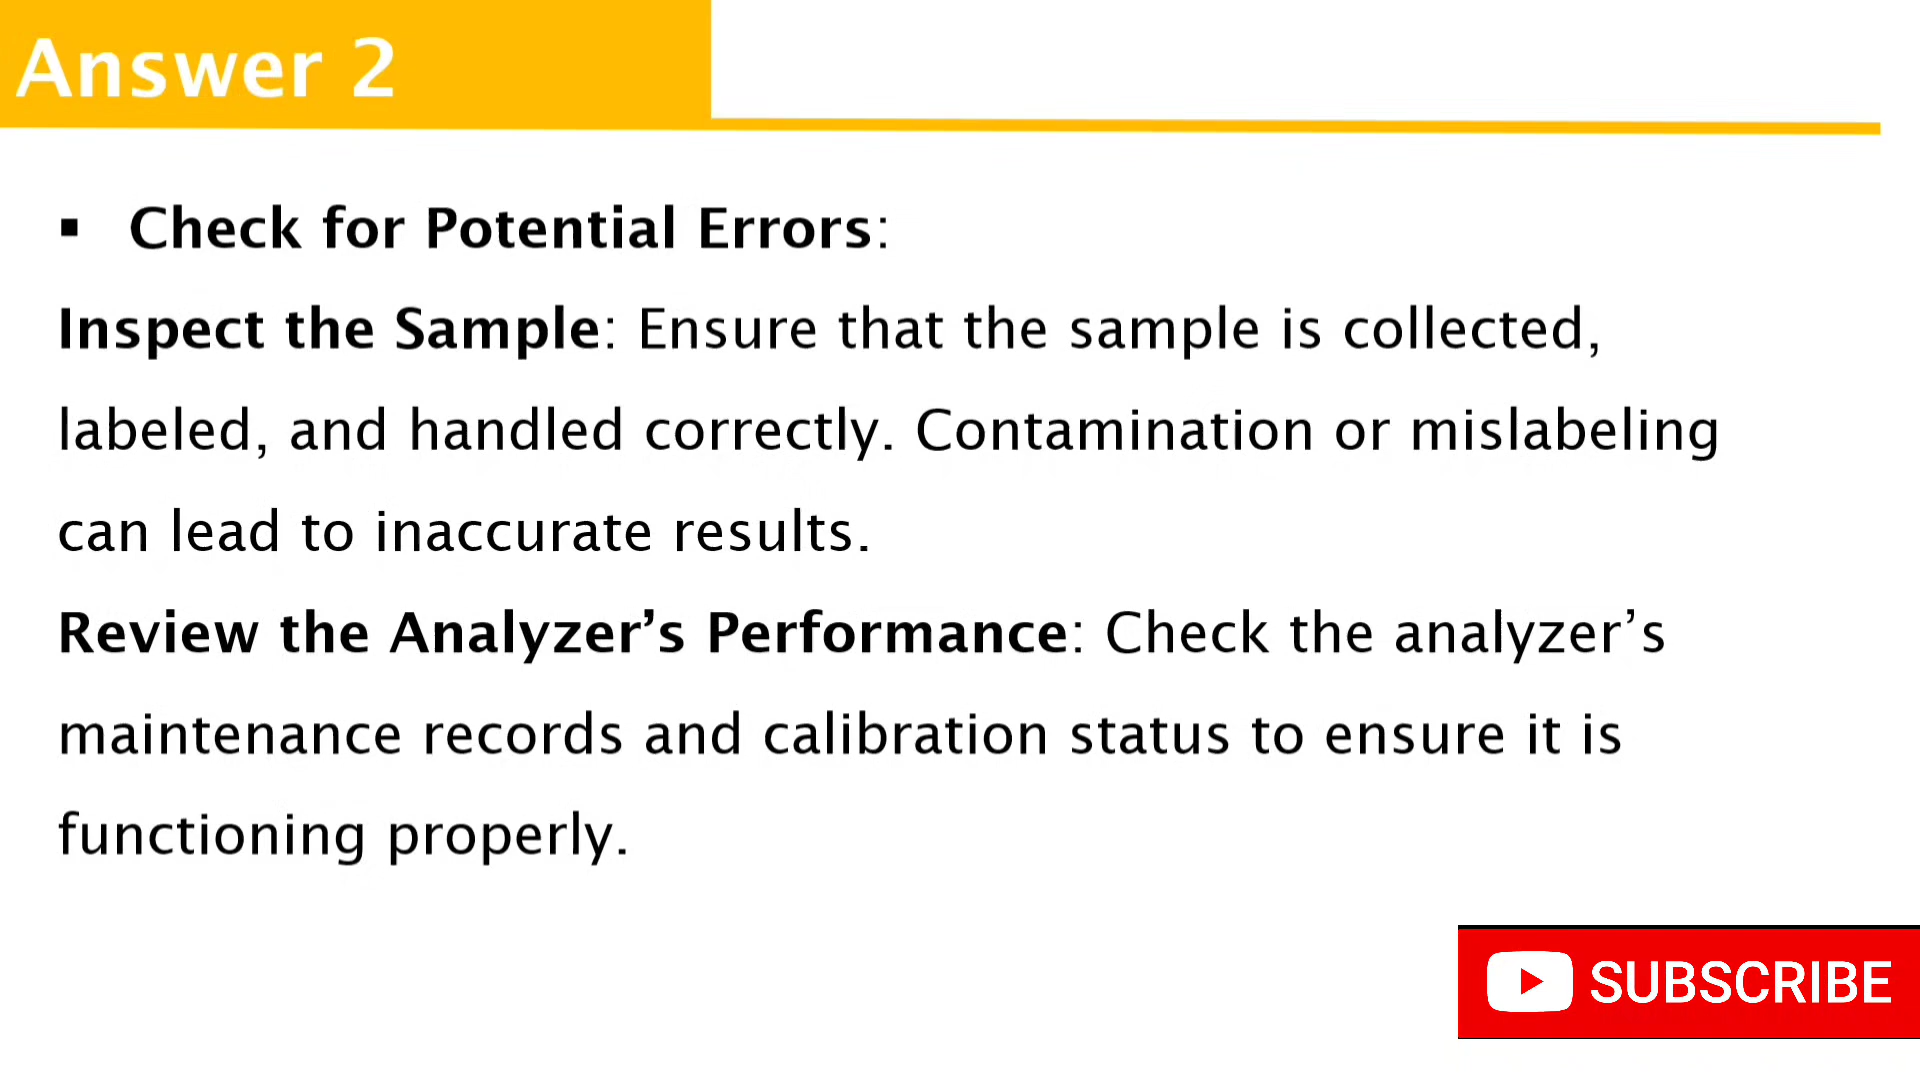 Answer 2
▪ Check for Potential Errors:
Inspect the Sample: Ensure that the sample is collected,
labeled, and handled correctly. Contamination or mislabeling
can lead to inaccurate results.
Review the Analyzer’s Performance: Check the analyzer’s
maintenance records and calibration status to ensure it is
functioning properly.
SUBSCRIBE